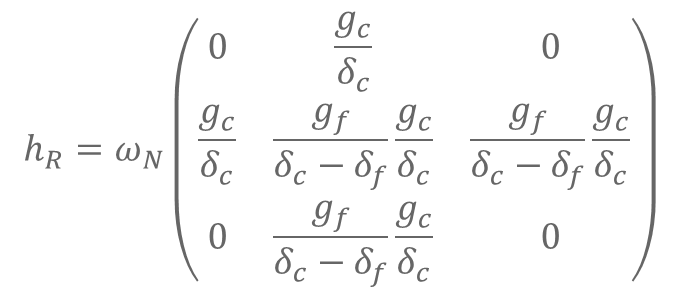 h_R = ω_N ( 0 g_c/δ_c 0
g_c/δ_c g_f/(δ_c − δ_f) g_c/δ_c g_f/(δ_c − δ_f) g_c/δ_c
0 g_f/(δ_c − δ_f) g_c/δ_c 0 )